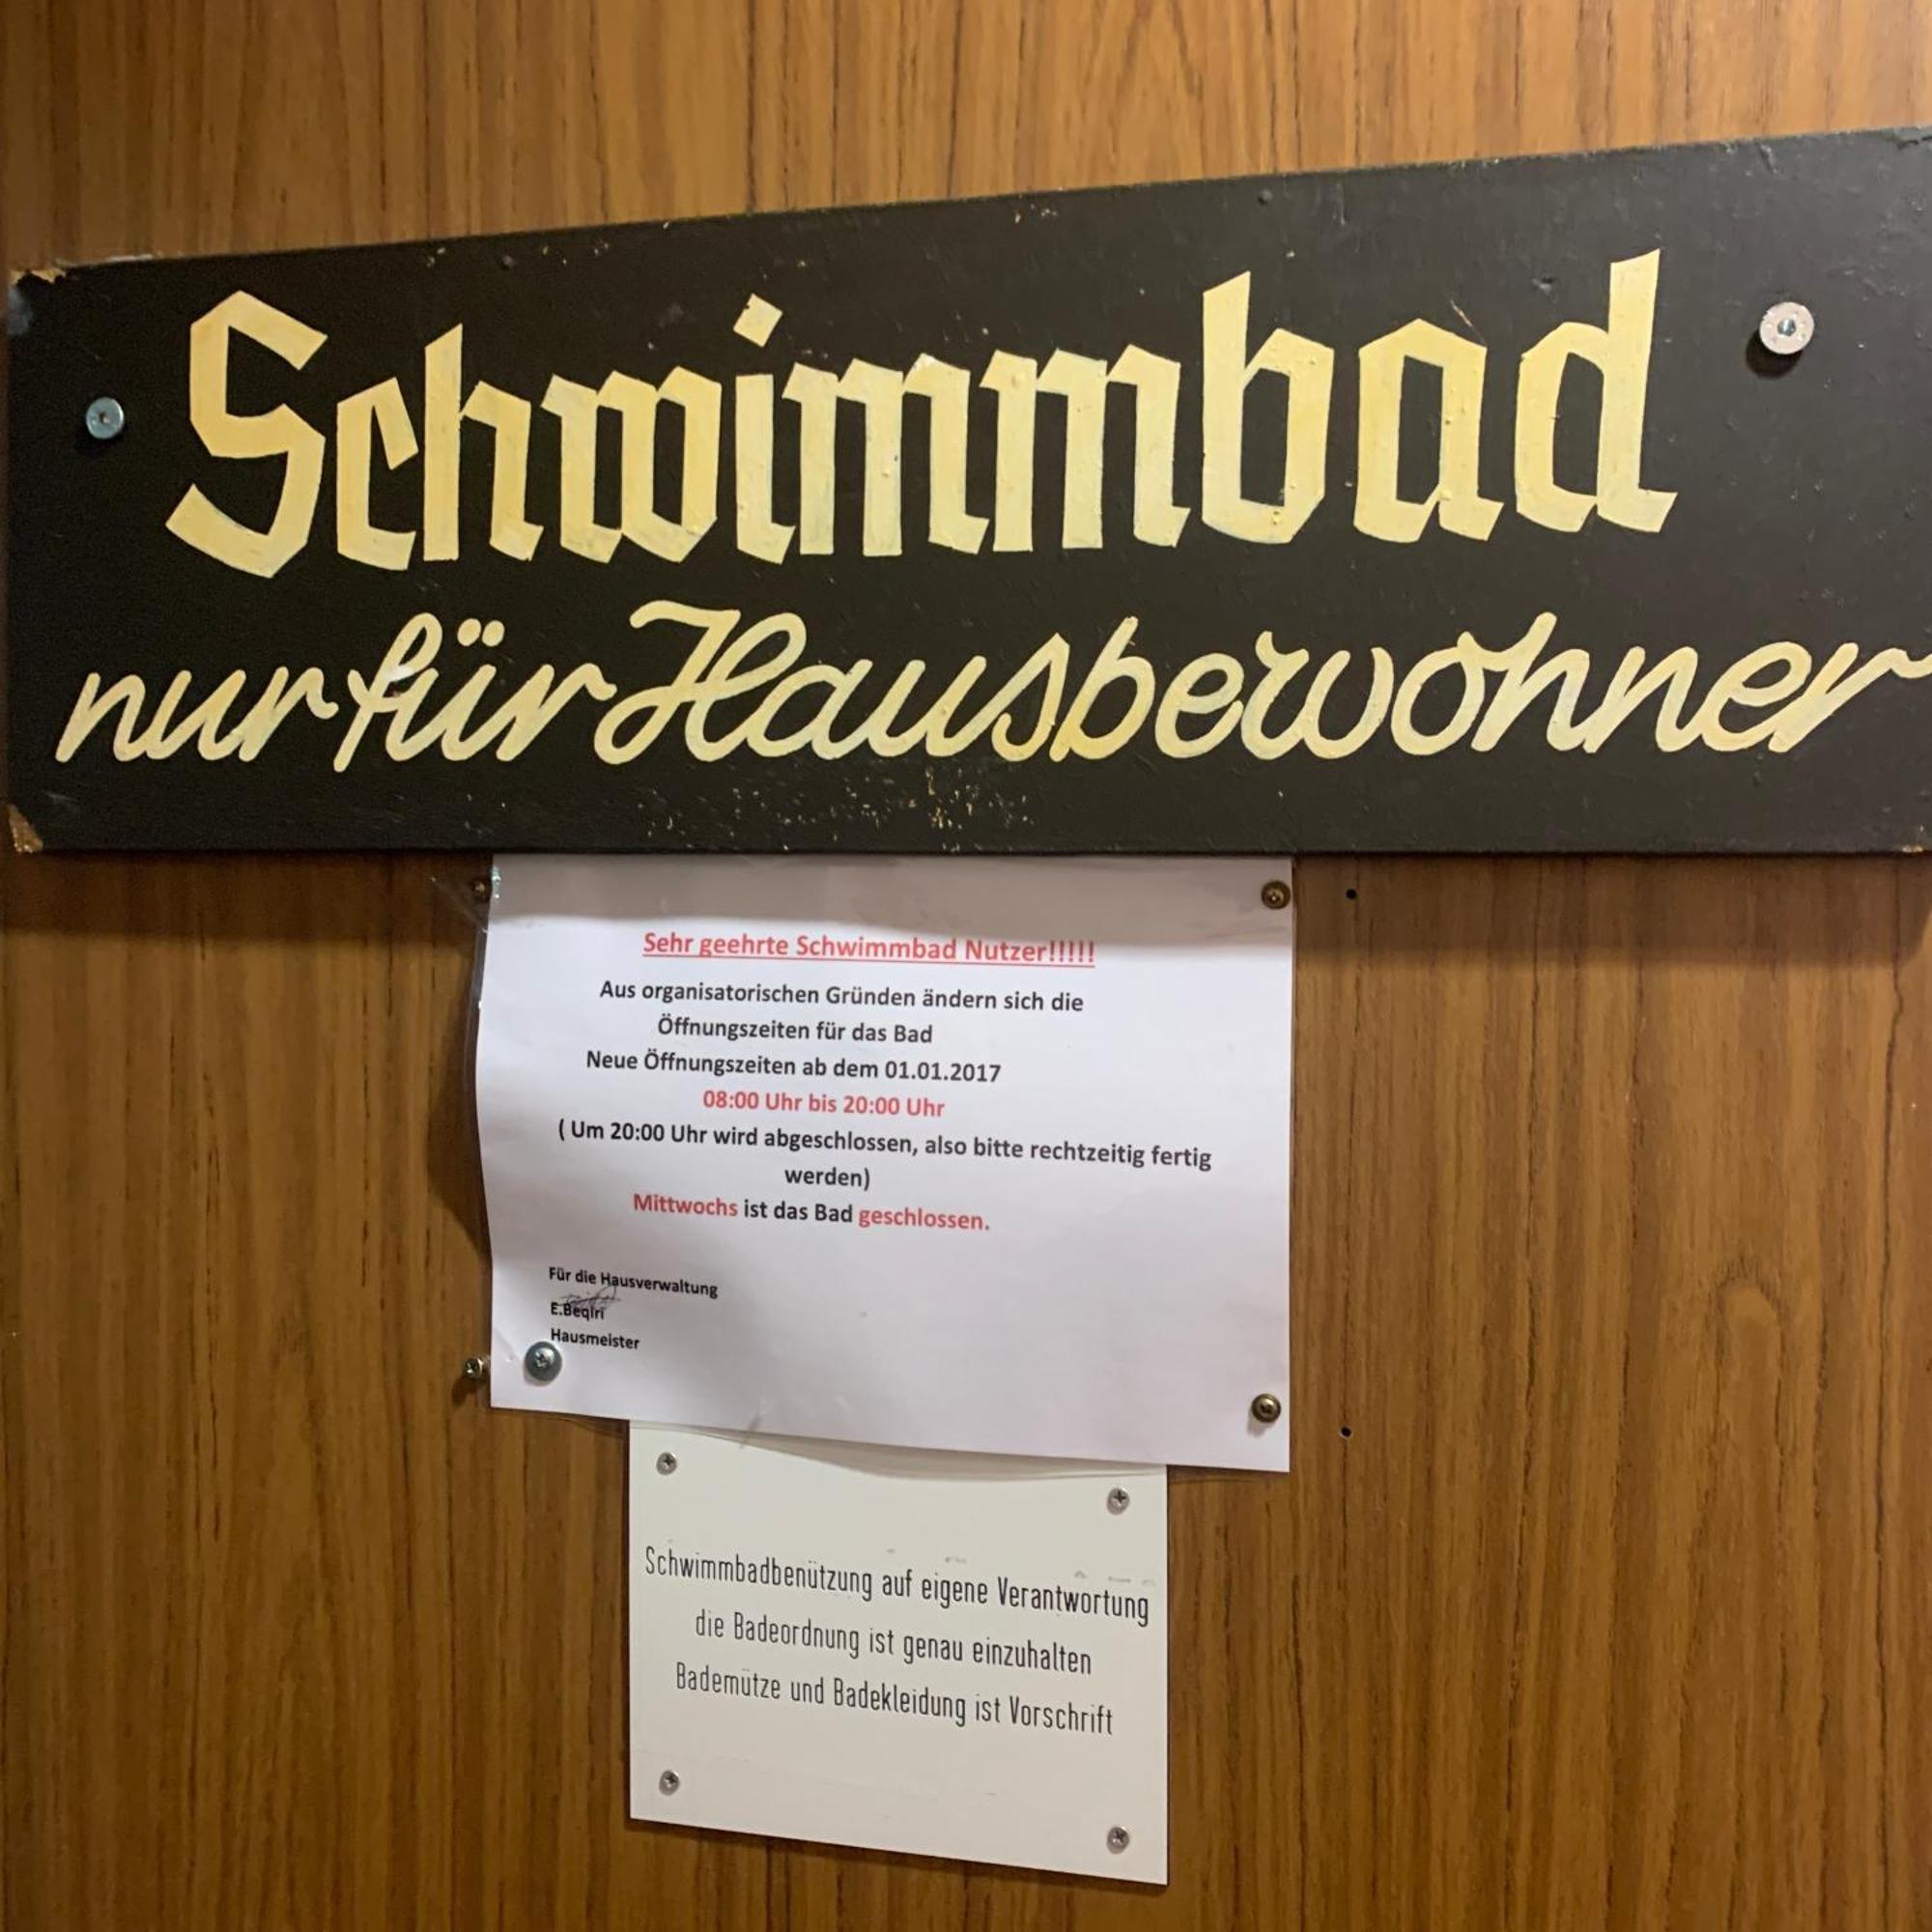 Schwimmbad
nur für Hausbewohner
Sehr geehrte Schwimmbad Nutzer!!!!!
Aus organisatorischen Gründen ändern sich die
Öffnungszeiten für das Bad
Neue Öffnungszeiten ab dem 01.01.2017
08:00 Uhr bis 20:00 Uhr
( Um 20:00 Uhr wird abgeschlossen, also bitte rechtzeitig fertig
werden)
Mittwochs ist das Bad geschlossen.
Für die Hausverwaltung
E.Beqiri
Hausmeister
Schwimmbadbenützung auf eigene Verantwortung
die Badeordnung ist genau einzuhalten
Bademütze und Badekleidung ist Vorschrift